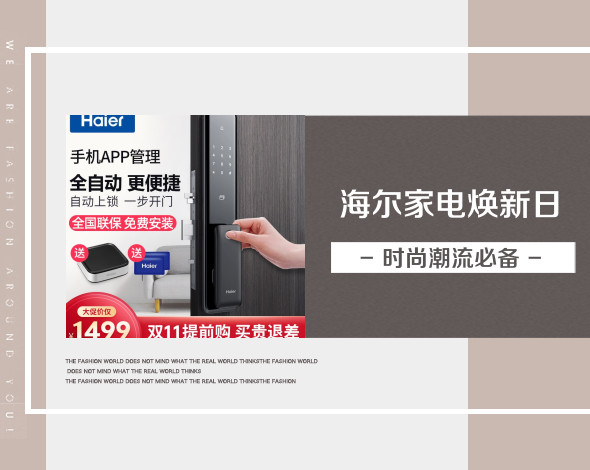 WE ARE FASHION AROUND YOU!
Haier
手机APP管理
全自动 更便捷
自动上锁 一步开门
全国联保 免费安装
送
送
Haier
大促价仅
¥1499
双11提前购 买贵退差
Haier
海尔家电焕新日
- 时尚潮流必备 -
THE FASHION WORLD DOES NOT MIND WHAT THE REAL WORLD THINKSTHE FASHION WORLD
DOES NOT MIND WHAT THE REAL WORLD THINKS
THE FASHION WORLD DOES NOT MIND WHAT THE REAL WORLD THINKSTHE FASHION